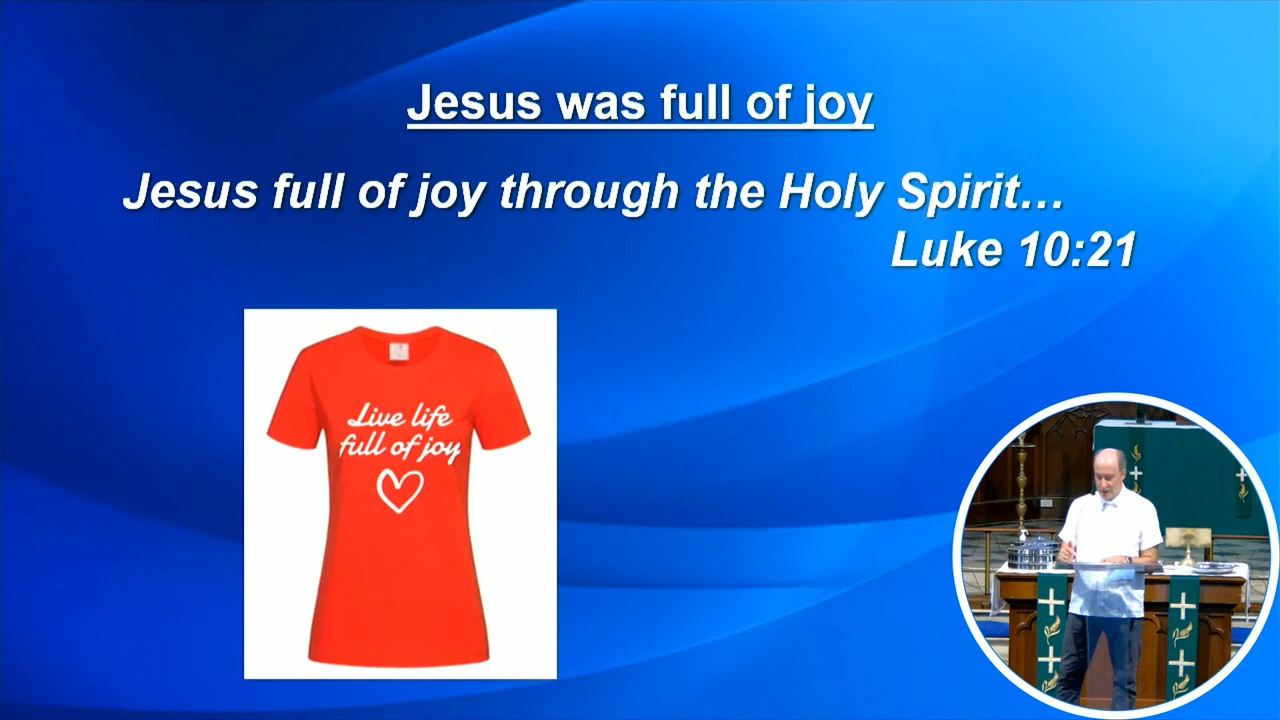 Jesus was full of joy
Jesus full of joy through the Holy Spirit…
Luke 10:21
Live life
full of joy